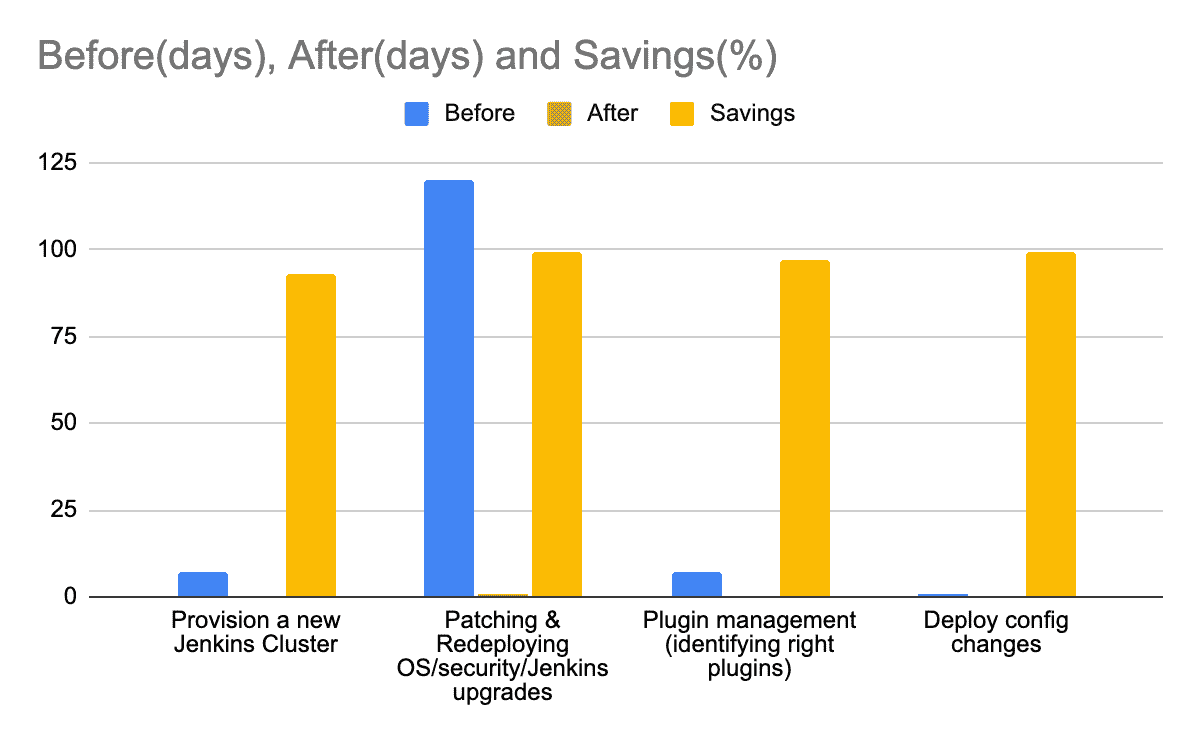 Before(days), After(days) and Savings(%)
Before After Savings
125
100
75
50
25
0
Provision a new
Jenkins Cluster
Patching &
Redeploying
OS/security/Jenkins
upgrades
Plugin management
(identifying right
plugins)
Deploy config
changes